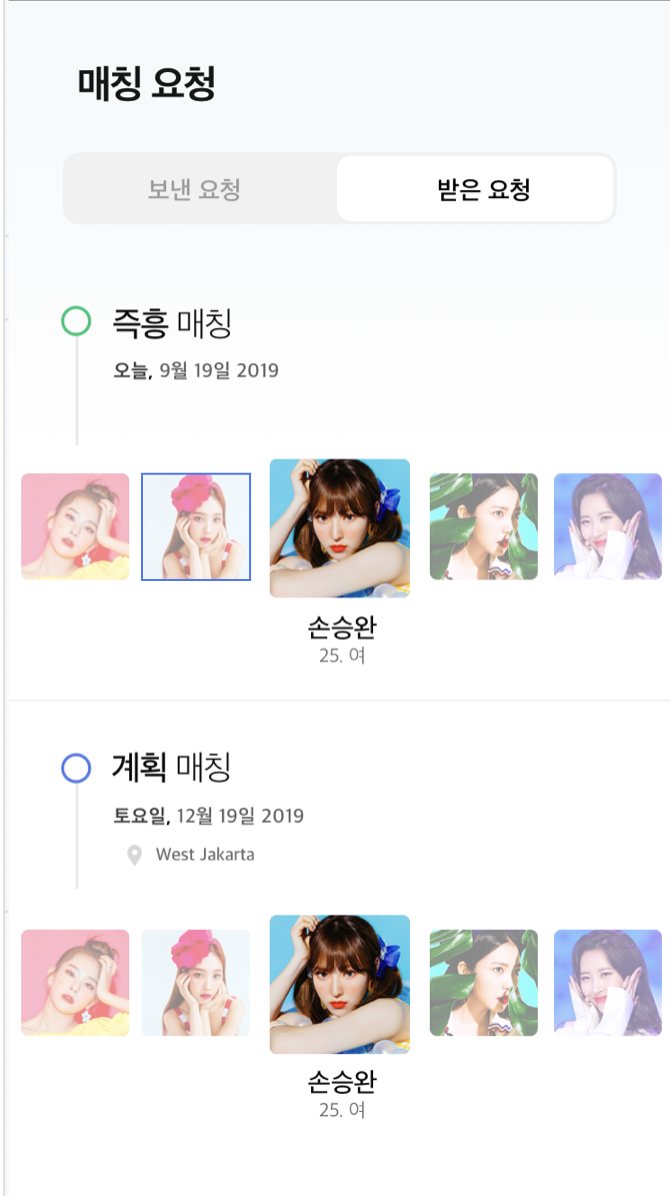 매칭 요청
보낸 요청
받은 요청
즉흥 매칭
오늘, 9월 19일 2019
손승완
25. 여
계획 매칭
토요일, 12월 19일 2019
West Jakarta
손승완
25. 여